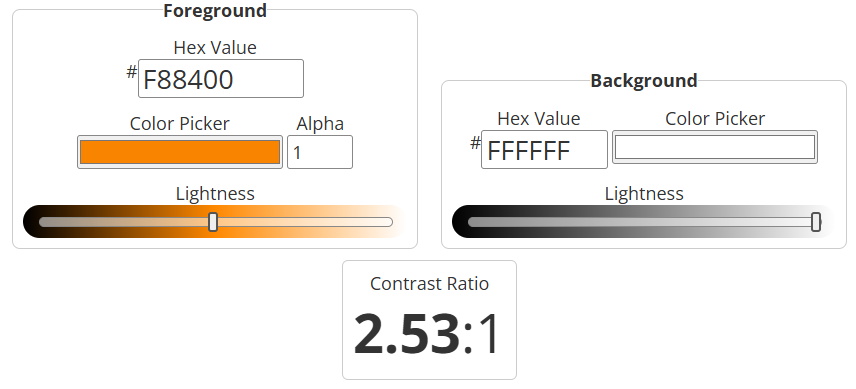 Foreground
Hex Value
# F88400
Color Picker Alpha
1
Lightness
Background
Hex Value Color Picker
# FFFFFF
Lightness
Contrast Ratio
2.53:1